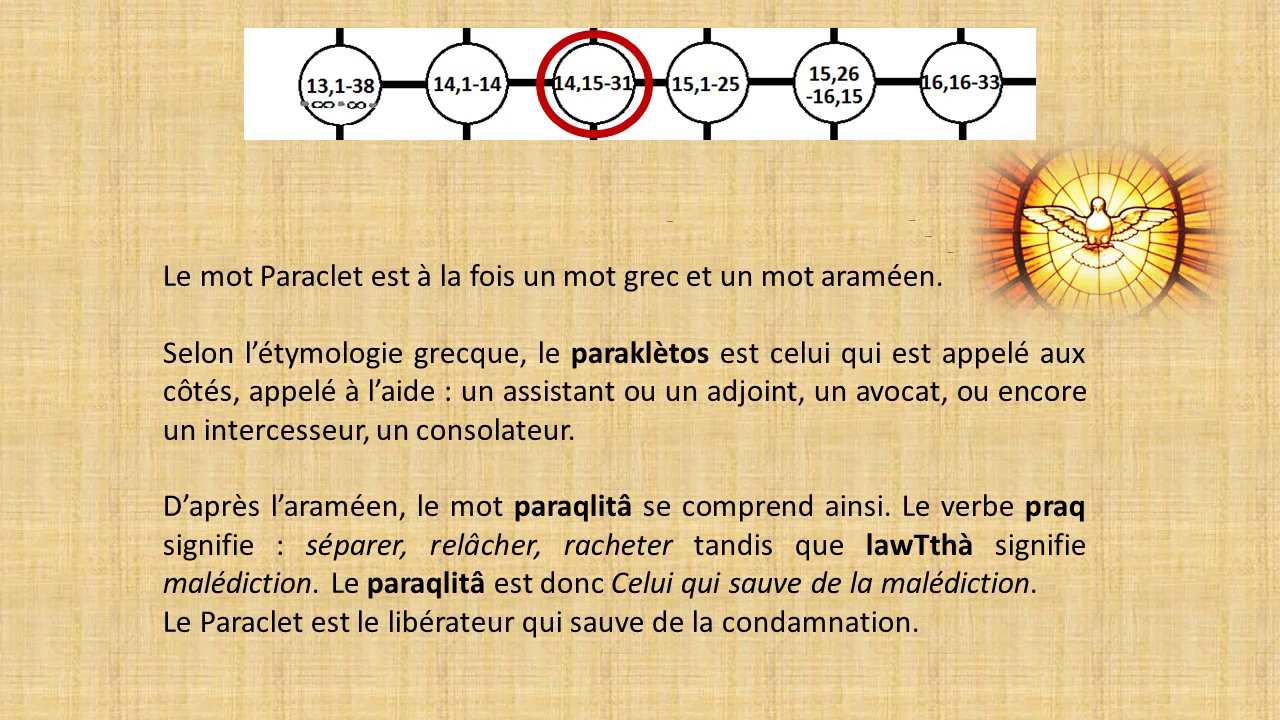 13,1-38
14,1-14
14,15-31
15,1-25
15,26
-16,15
16,16-33
Le mot Paraclet est à la fois un mot grec et un mot araméen.
Selon l’étymologie grecque, le paraklètos est celui qui est appelé aux
côtés, appelé à l’aide : un assistant ou un adjoint, un avocat, ou encore
un intercesseur, un consolateur.
D’après l’araméen, le mot paraqlitâ se comprend ainsi. Le verbe praq
signifie : séparer, relâcher, racheter tandis que lawTthà signifie
malédiction. Le paraqlitâ est donc Celui qui sauve de la malédiction.
Le Paraclet est le libérateur qui sauve de la condamnation.